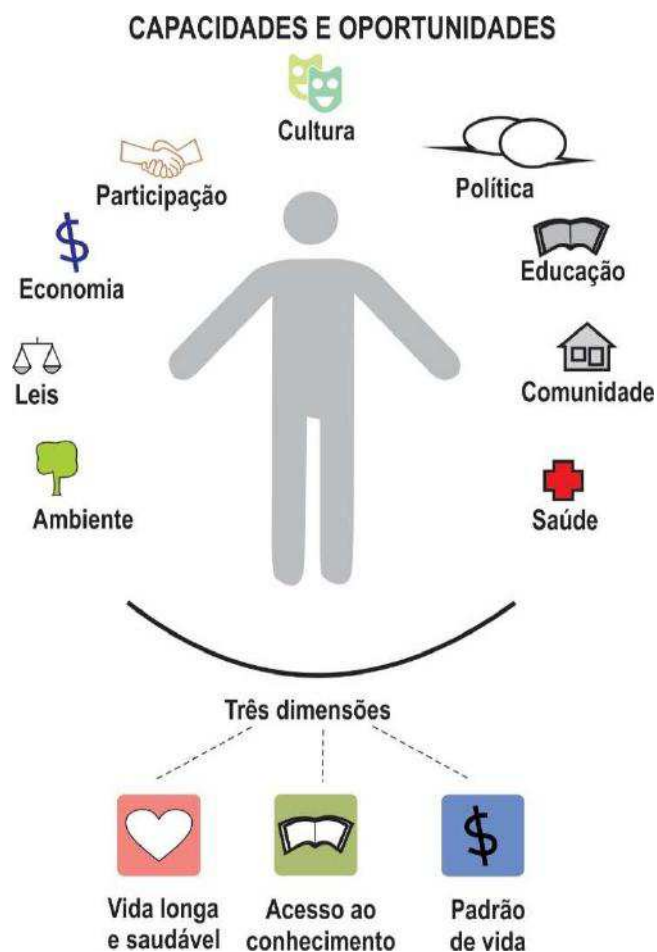 CAPACIDADES E OPORTUNIDADES
Cultura
Participação
Política
Economia
Educação
Leis
Comunidade
Ambiente
Saúde
Três dimensões
Vida longa
e saudável
Acesso ao
conhecimento
Padrão
de vida